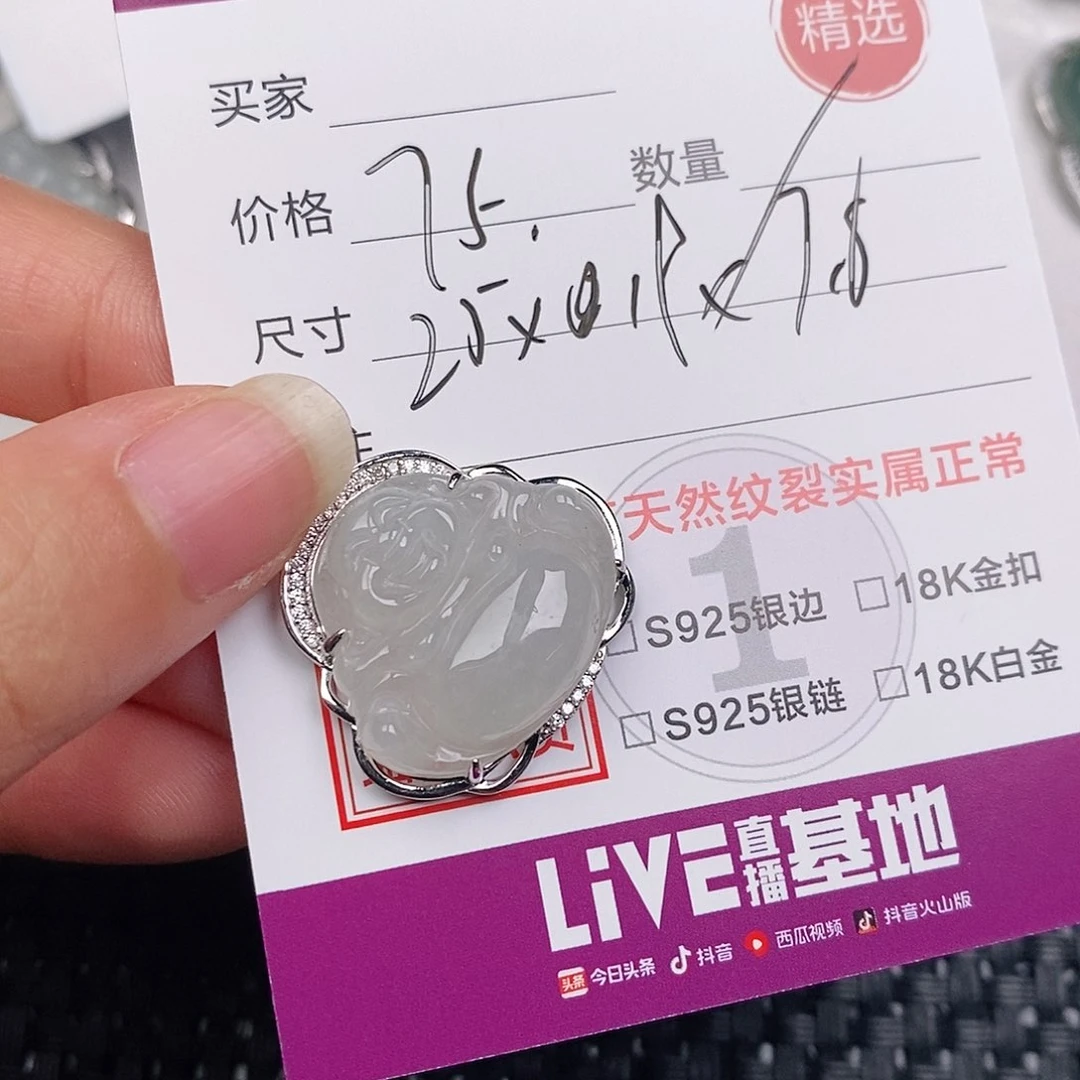 精选
买家
价格 75. 数量
尺寸 25x
天然纹裂实属正常
1
S925银边 18K金扣
S925银链 18K白金
LiVE直播基地
头条 今日头条 抖音 西瓜视频 抖音火山版